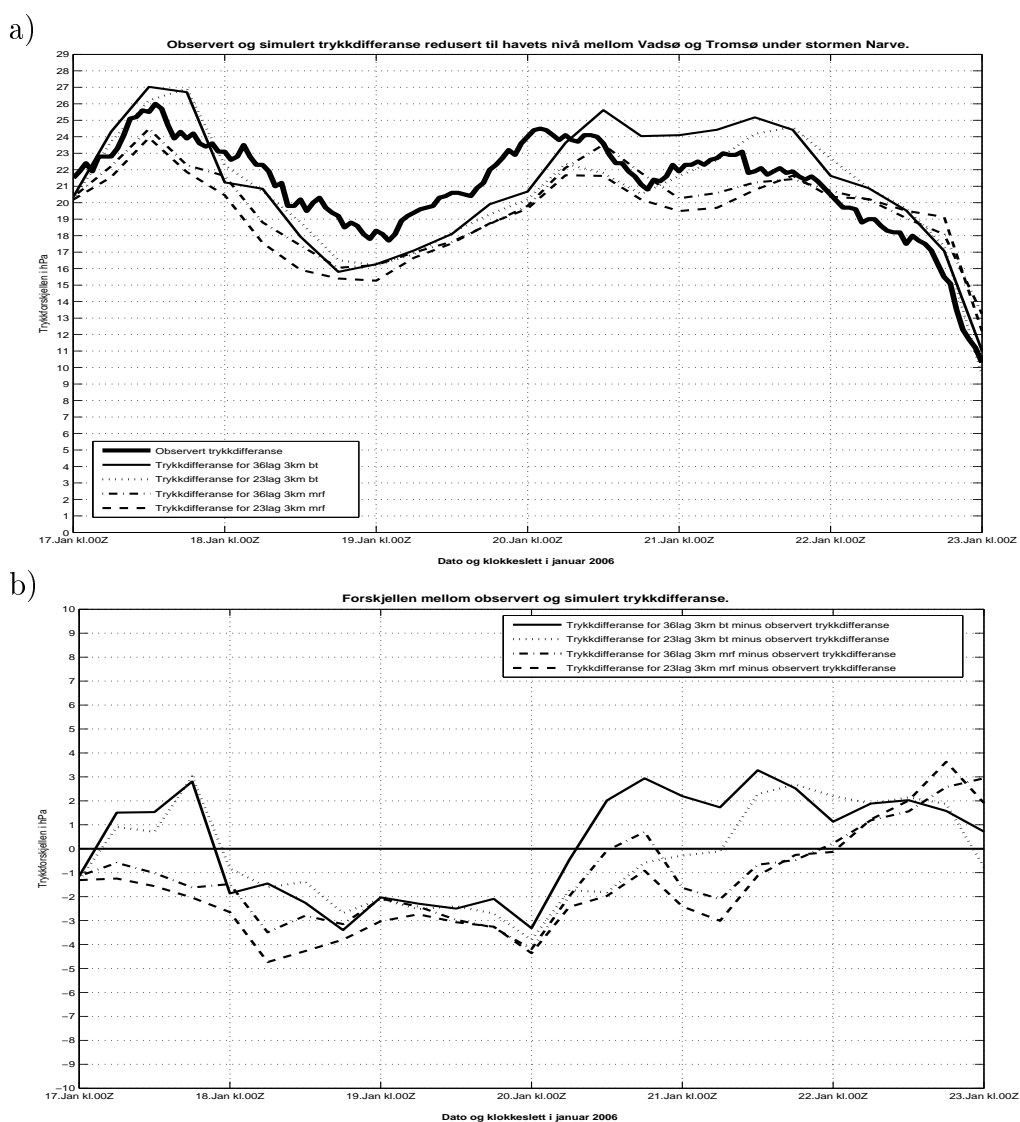 a)
Observert og simulert trykkdifferanse redusert til havets nivå mellom Vadsø og Tromsø under stormen Narve.
29
28
27
26
25
24
23
22
21
20
19
18
17
16
15
14
13
12
11
10
9
8
7
6
5
4
3
2
1
0
Trykkforskjellen i hPa
Observert trykkdifferanse
Trykkdifferanse for 36lag 3km bt
Trykkdifferanse for 23lag 3km bt
Trykkdifferanse for 36lag 3km mrf
Trykkdifferanse for 23lag 3km mrf
17.Jan kl.00Z 18.Jan kl.00Z 19.Jan kl.00Z 20.Jan kl.00Z 21.Jan kl.00Z 22.Jan kl.00Z 23.Jan kl.00Z
Dato og klokkeslett i januar 2006
b)
Forskjellen mellom observert og simulert trykkdifferanse.
10
9
8
7
6
5
4
3
2
1
0
−1
−2
−3
−4
−5
−6
−7
−8
−9
−10
Trykkforskjellen i hPa
Trykkdifferanse for 36lag 3km bt minus observert trykkdifferanse
Trykkdifferanse for 23lag 3km bt minus observert trykkdifferanse
Trykkdifferanse for 36lag 3km mrf minus observert trykkdifferanse
Trykkdifferanse for 23lag 3km mrf minus observert trykkdifferanse
17.Jan kl.00Z 18.Jan kl.00Z 19.Jan kl.00Z 20.Jan kl.00Z 21.Jan kl.00Z 22.Jan kl.00Z 23.Jan kl.00Z
Dato og klokkeslett i januar 2006